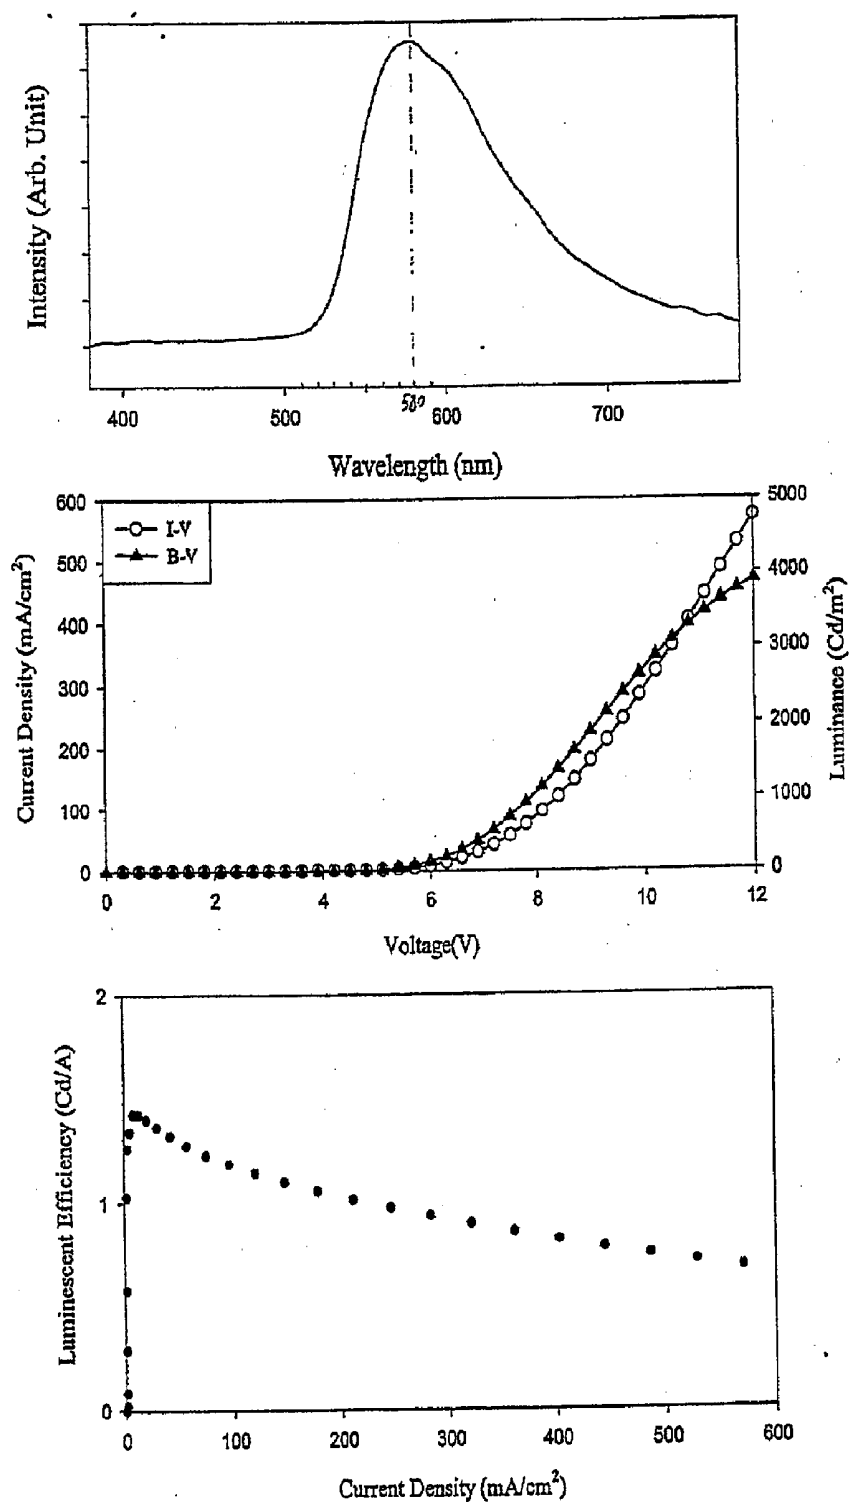 Intensity (Arb. Unit)
400 500 580 600 700
Wavelength (nm)
600
500
400
300
200
100
0
Current Density (mA/cm²)
I-V
B-V
5000
4000
3000
2000
1000
0
Luminance (Cd/m²)
0 2 4 6 8 10 12
Voltage(V)
2
1
0
Luminescent Efficiency (Cd/A)
0 100 200 300 400 500 600
Current Density (mA/cm²)